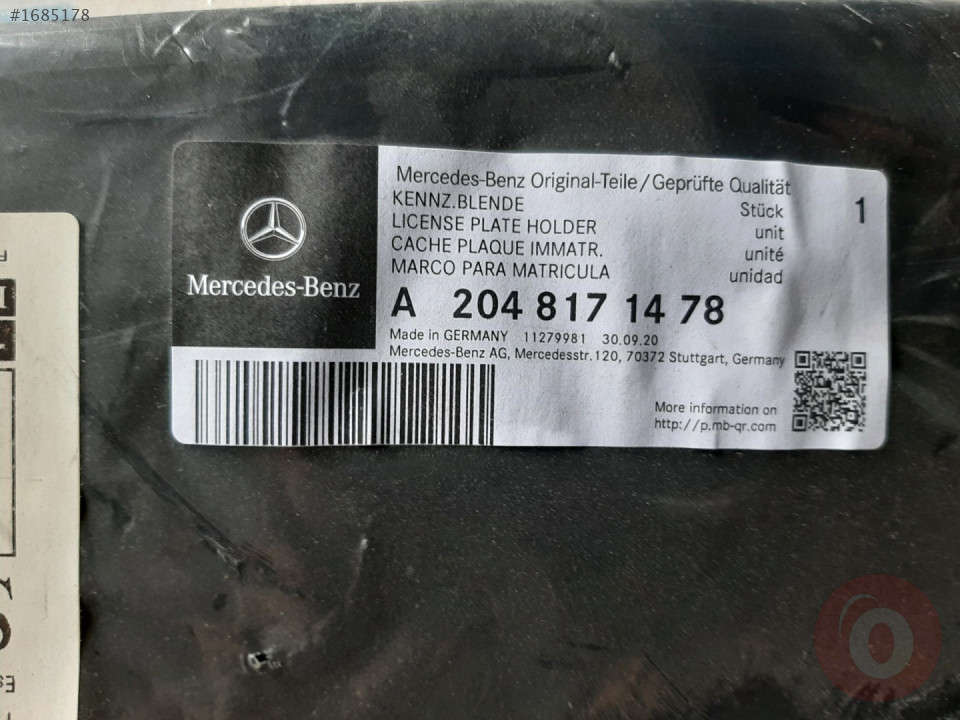 #1685178
Mercedes-Benz
Mercedes-Benz Original-Teile/Geprüfte Qualität
KENNZ.BLENDE Stück 1
LICENSE PLATE HOLDER unit
CACHE PLAQUE IMMATR. unité
MARCO PARA MATRICULA unidad
A 204 817 14 78
Made in GERMANY 11279981 30.09.20
Mercedes-Benz AG, Mercedesstr.120, 70372 Stuttgart, Germany
More information on
http://p.mb-qr.com